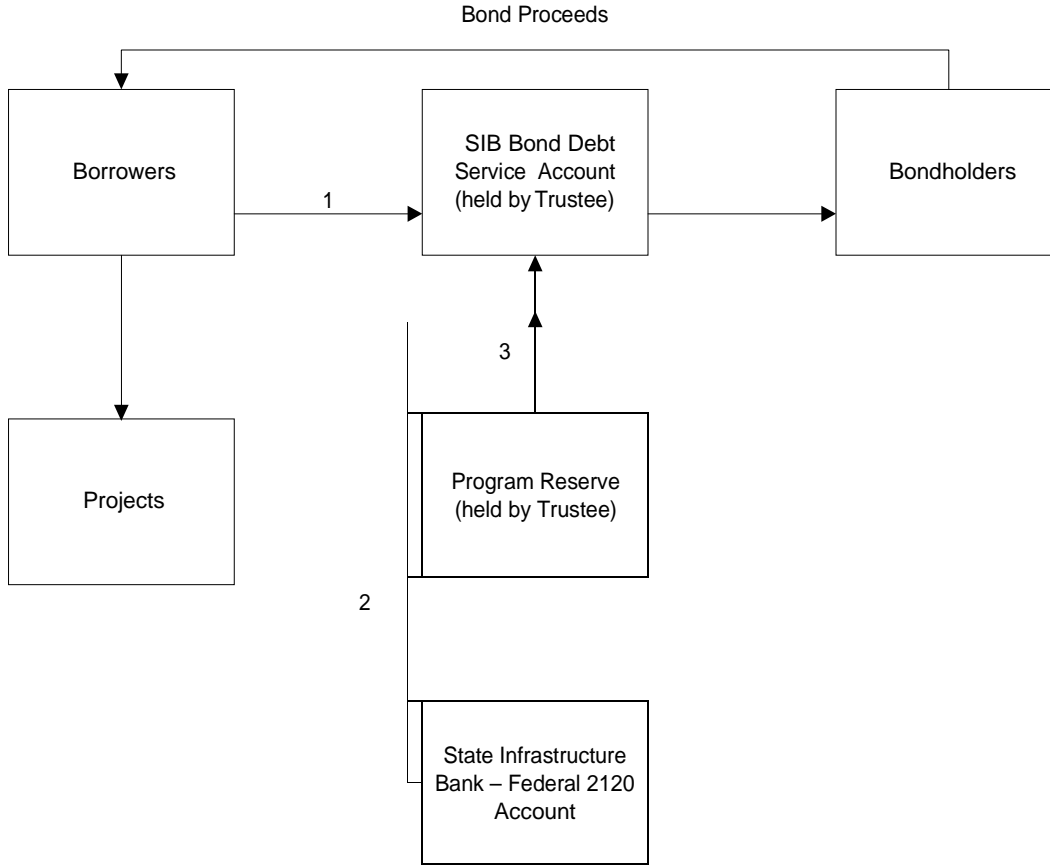 Bond Proceeds
Borrowers
SIB Bond Debt
Service Account
(held by Trustee)
Bondholders
1
3
Projects
Program Reserve
(held by Trustee)
2
State Infrastructure
Bank – Federal 2120
Account